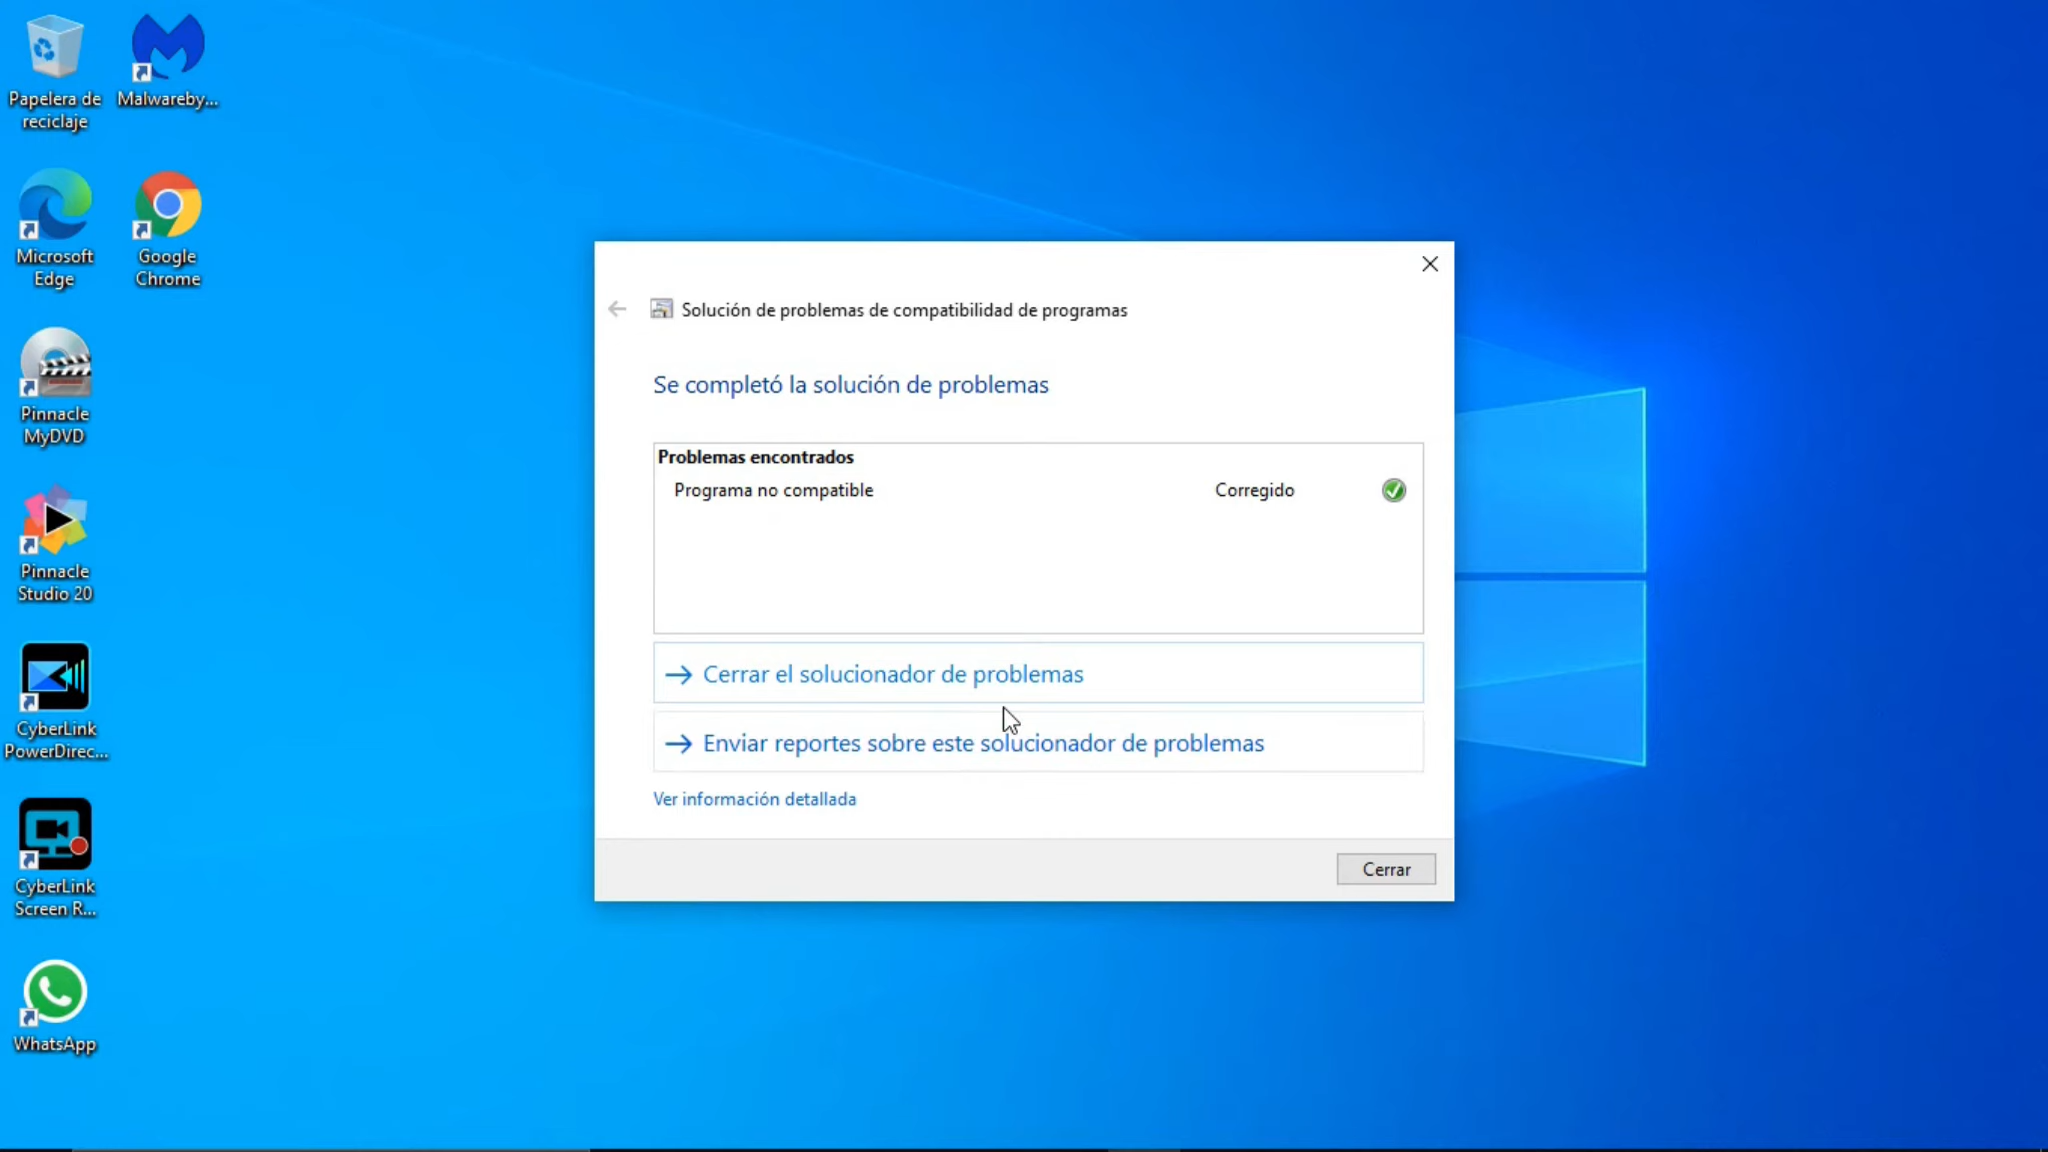 Papelera de
reciclaje
Malwareby...
Microsoft
Edge
Google
Chrome
Pinnacle
MyDVD
Pinnacle
Studio 20
CyberLink
PowerDirec...
CyberLink
Screen R...
WhatsApp
Solución de problemas de compatibilidad de programas
Se completó la solución de problemas
Problemas encontrados
Programa no compatible Corregido
Cerrar el solucionador de problemas
Enviar reportes sobre este solucionador de problemas
Ver información detallada
Cerrar